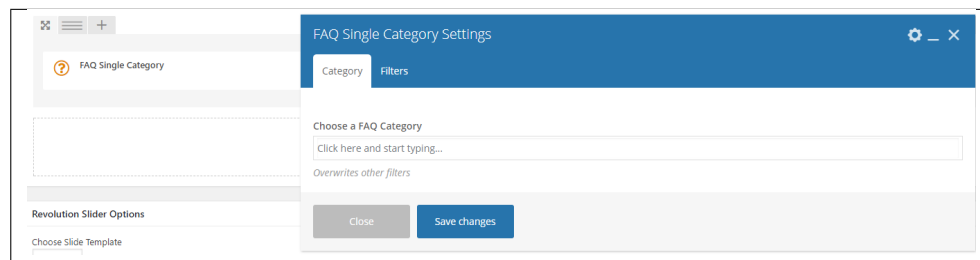 FAQ Single Category Settings
FAQ Single Category
Category
Filters
Choose a FAQ Category
Click here and start typing...
Overwrites other filters
Close
Save changes
Revolution Slider Options
Choose Slide Template